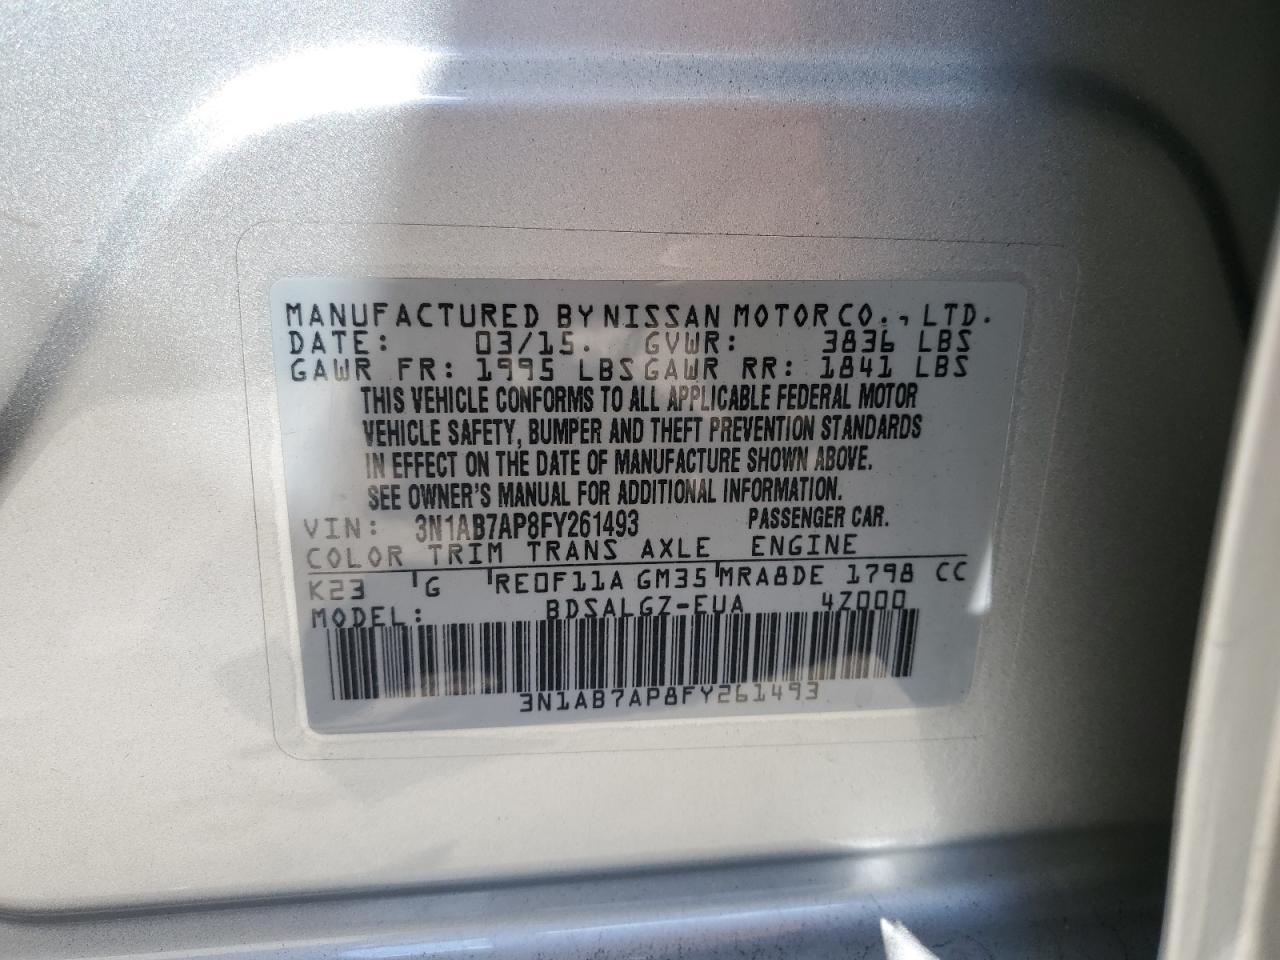 MANUFACTURED BY NISSAN MOTOR CO., LTD.
DATE: 03/15. GVWR: 3836 LBS
GAWR FR: 1995 LBS GAWR RR: 1841 LBS
THIS VEHICLE CONFORMS TO ALL APPLICABLE FEDERAL MOTOR
VEHICLE SAFETY, BUMPER AND THEFT PREVENTION STANDARDS
IN EFFECT ON THE DATE OF MANUFACTURE SHOWN ABOVE.
SEE OWNER'S MANUAL FOR ADDITIONAL INFORMATION.
VIN: 3N1AB7AP8FY261493 PASSENGER CAR.
COLOR TRIM TRANS AXLE ENGINE
K23 G RE0F11A GM35 MRA8DE 1798 CC
MODEL: BDSALGZ-EUA 4Z000
3N1AB7AP8FY261493